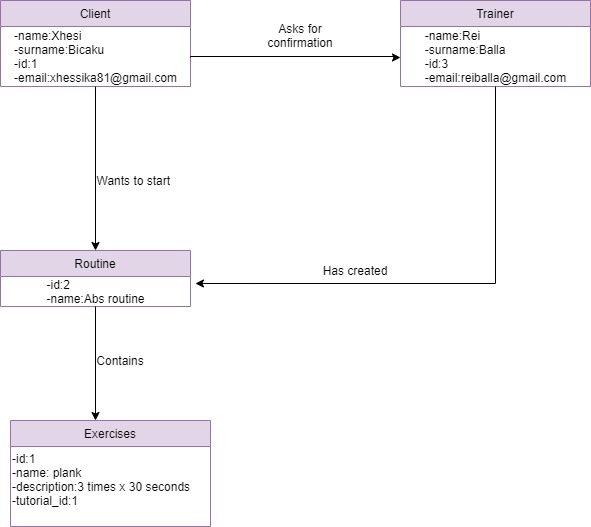 Client
-name:Xhesi
-surname:Bicaku
-id:1
-email:xhessika81@gmail.com
Asks for
confirmation
Trainer
-name:Rei
-surname:Balla
-id:3
-email:reiballa@gmail.com
Wants to start
Routine
-id:2
-name:Abs routine
Has created
Contains
Exercises
-id:1
-name: plank
-description:3 times x 30 seconds
-tutorial_id:1